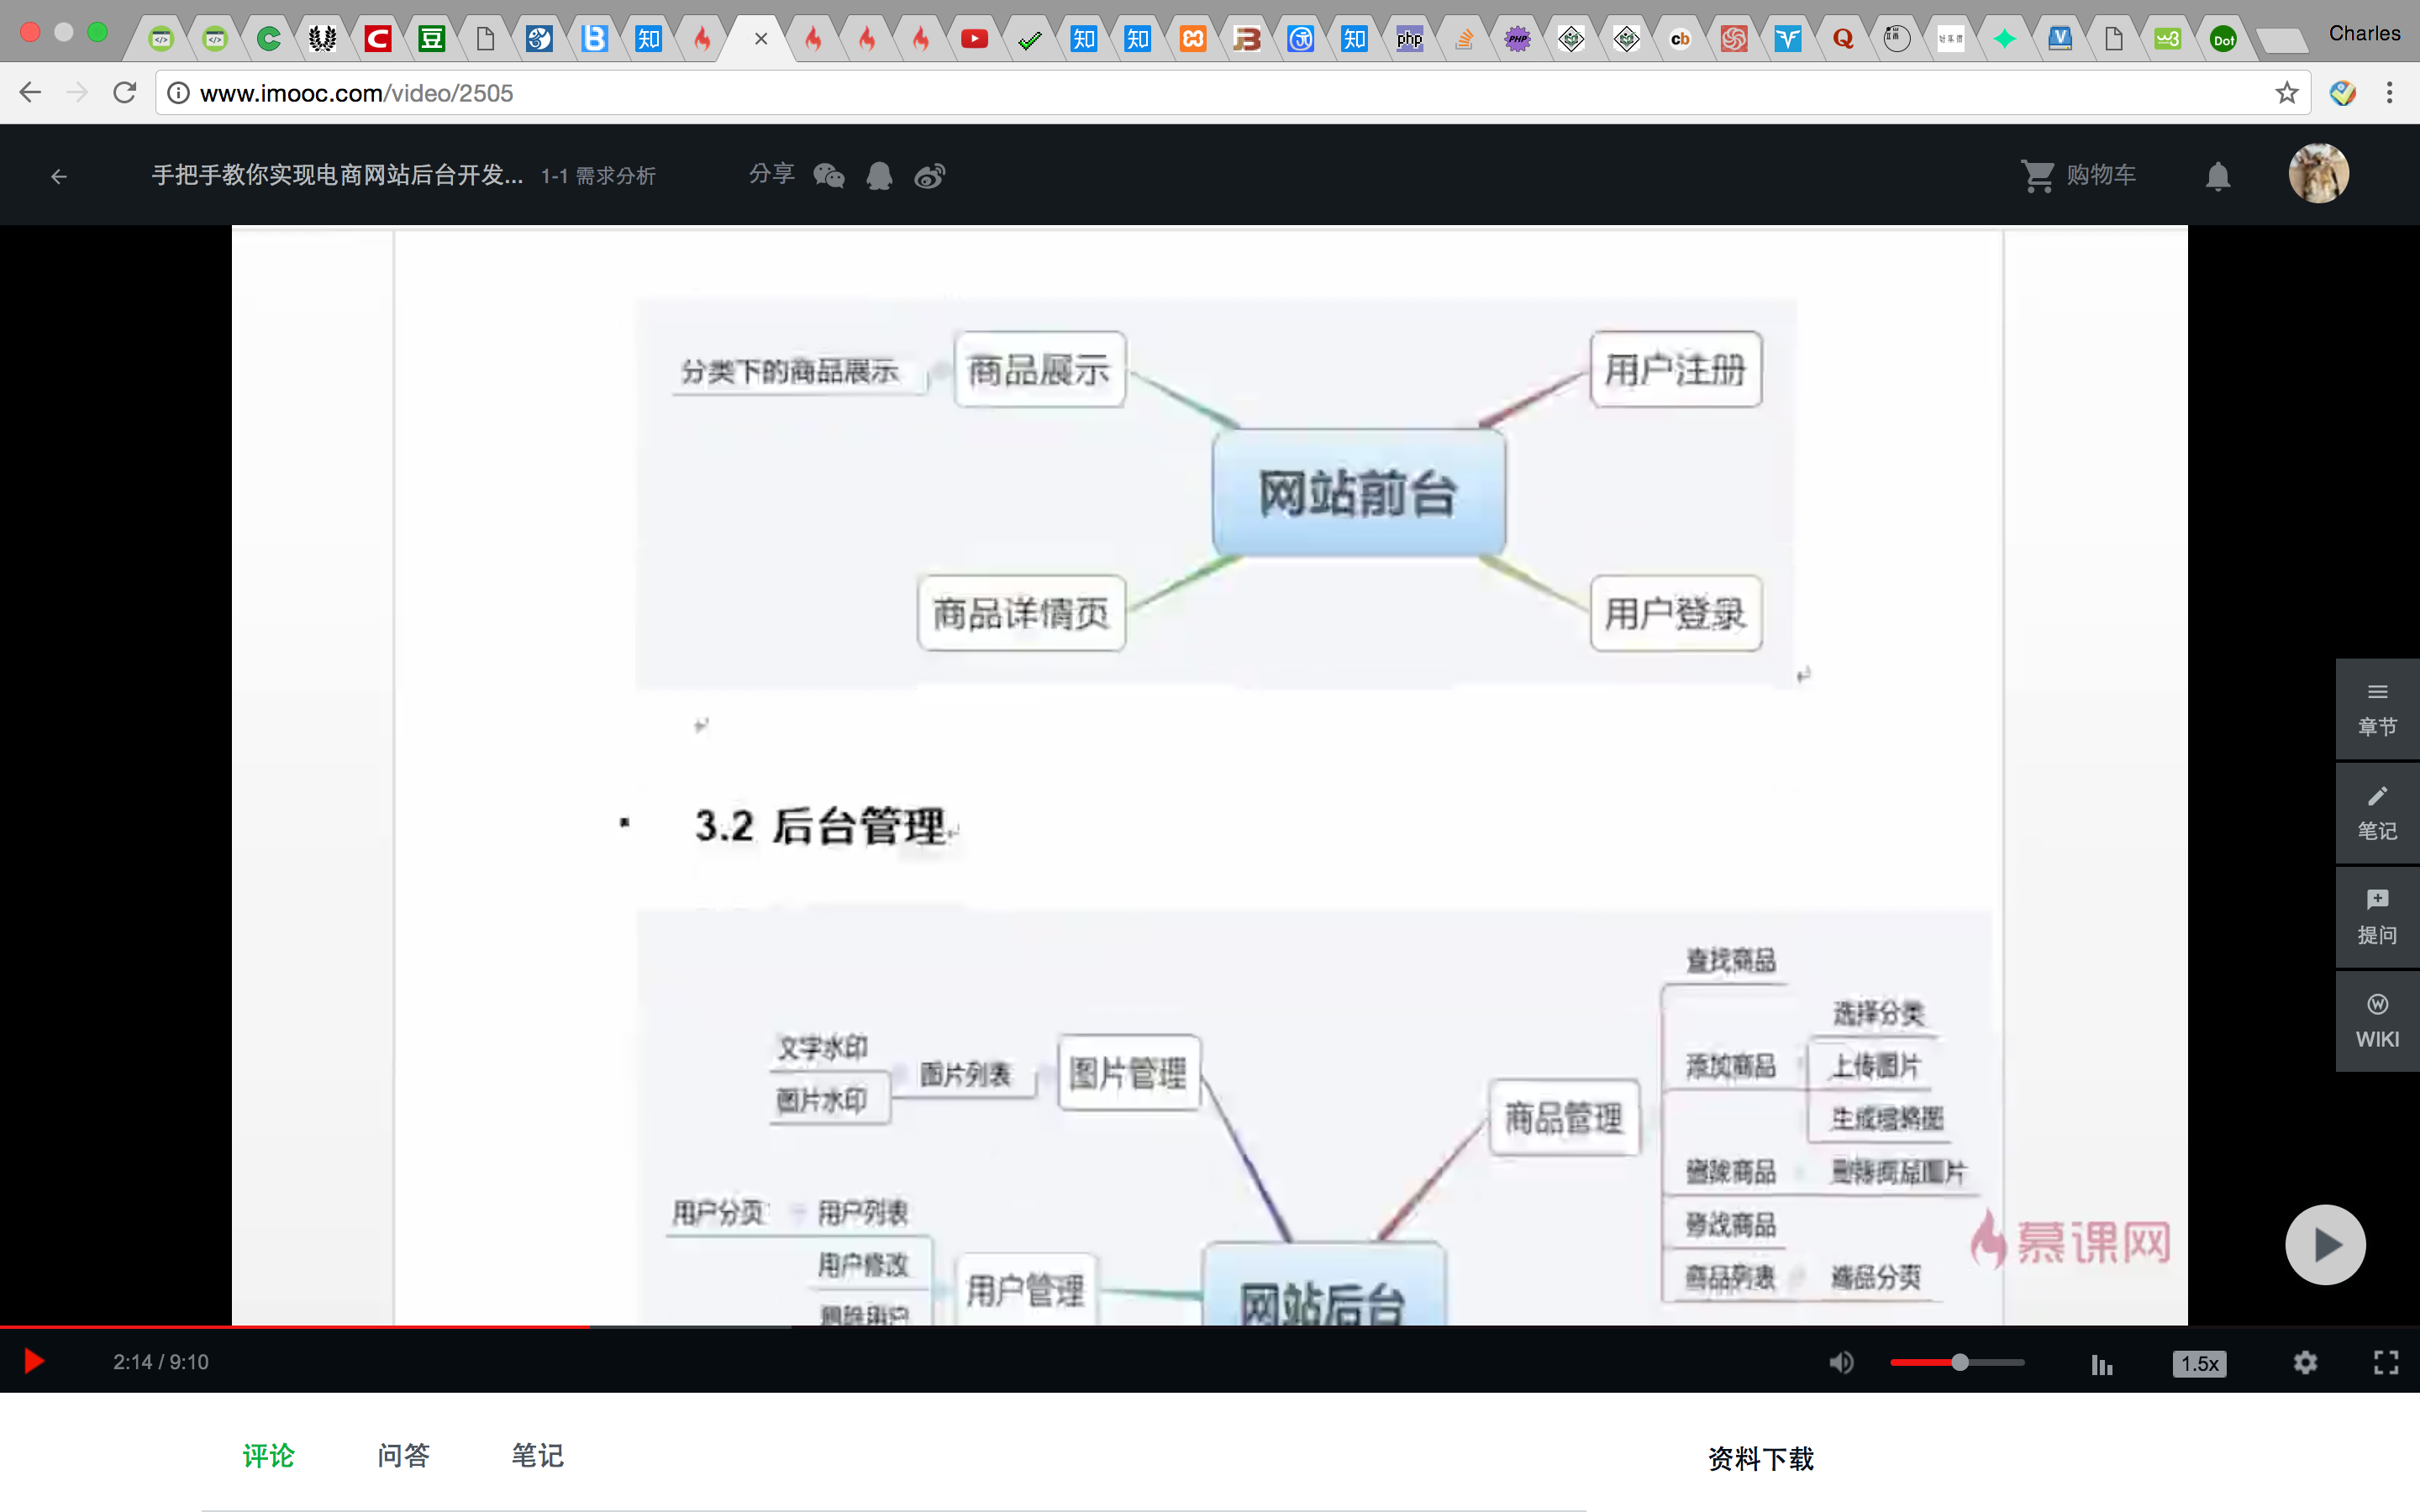 Charles
www.imooc.com/video/2505
手把手教你实现电商网站后台开发... 1-1 需求分析 分享 购物车
分类下的商品展示 商品展示 用户注册
网站前台
商品详情页 用户登录
章节
笔记
提问
WIKI
3.2 后台管理
查找商品
选择分类
文字水印
图片列表 图片管理
添加商品 上传图片
图片水印
商品管理
生成缩略图
删除商品 删除商品图片
用户分页 用户列表
修改商品
慕课网
用户修改
用户管理
商品列表 商品分页
网站后台
删除用户
2:14 / 9:10 1.5x
评论 问答 笔记 资料下载